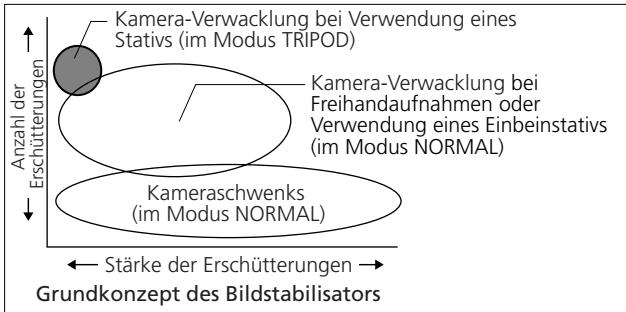 Kamera-Verwacklung bei Verwendung eines
Stativs (im Modus TRIPOD)
Kamera-Verwacklung bei
Freihandaufnahmen oder
Verwendung eines Einbeinstativs
(im Modus NORMAL)
Anzahl der
Erschütterungen
Kameraschwenks
(im Modus NORMAL)
Stärke der Erschütterungen
Grundkonzept des Bildstabilisators